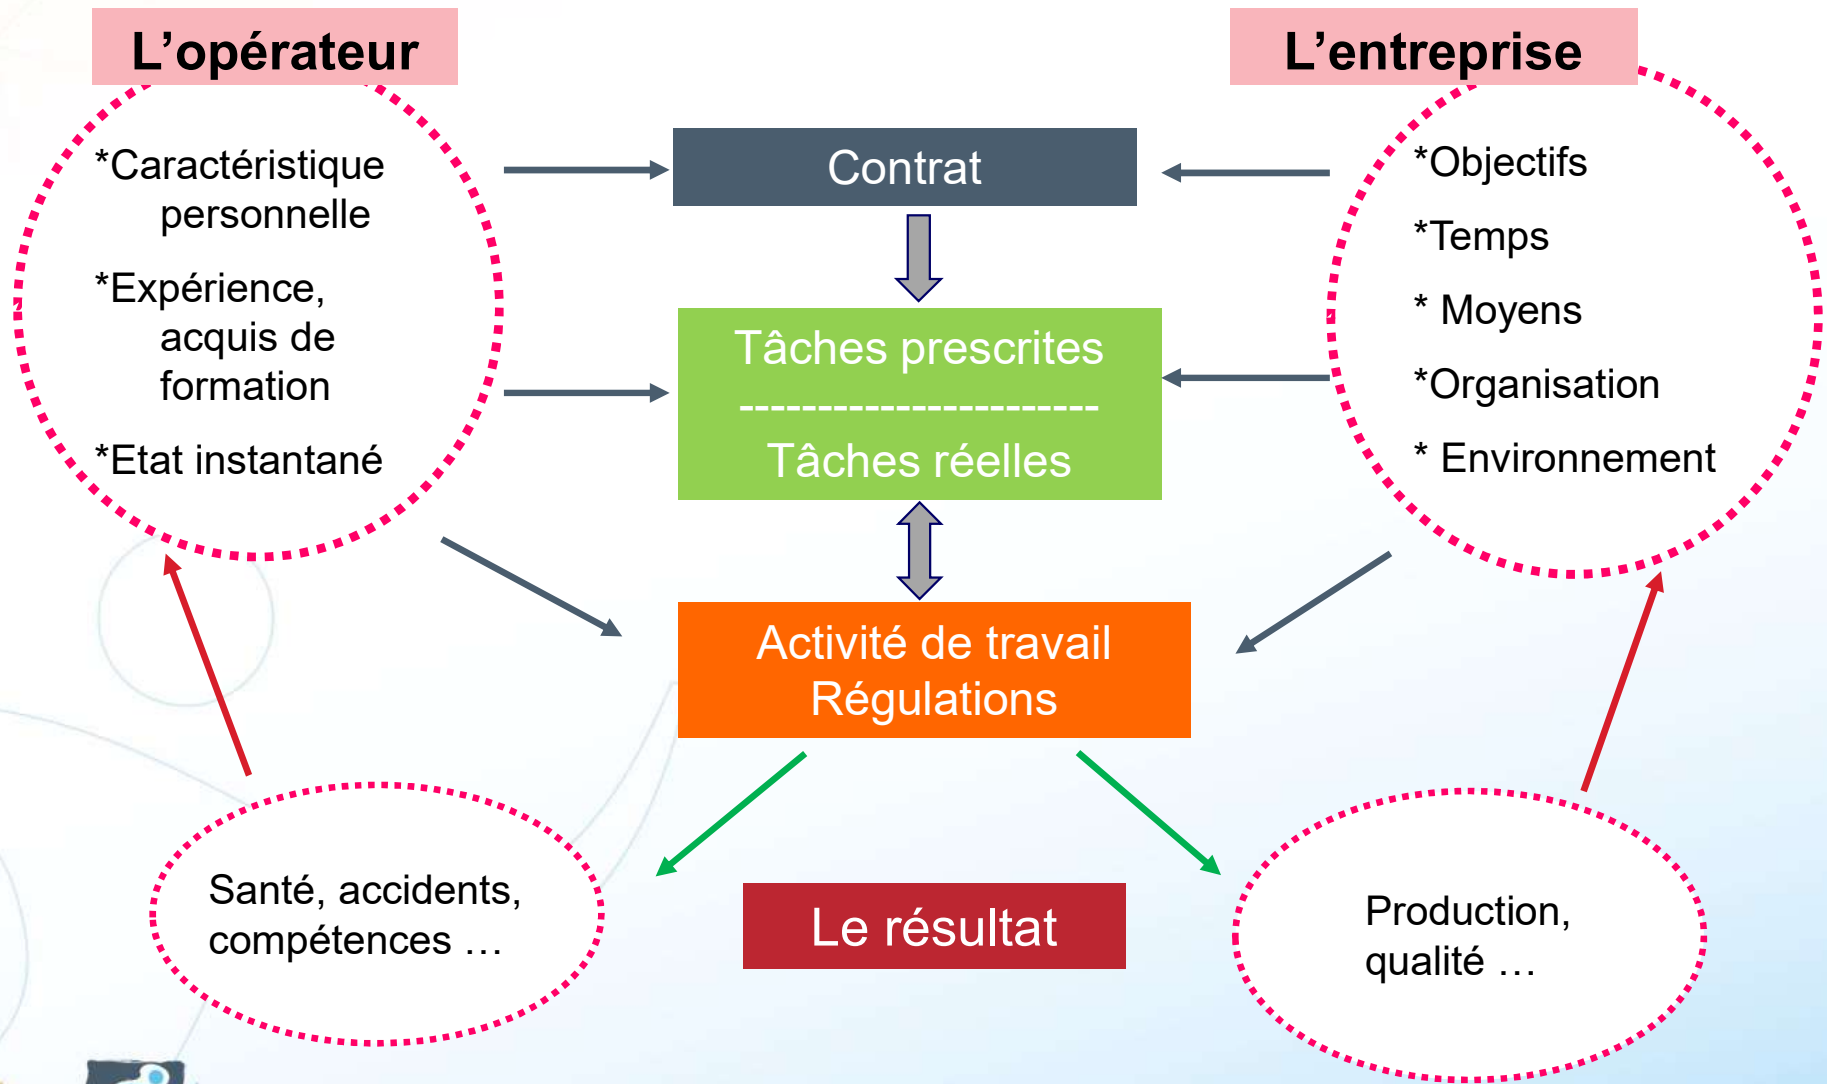 L’opérateur
*Caractéristique
personnelle
*Expérience,
acquis de
formation
*Etat instantané
Contrat
Tâches prescrites
-----------------------
Tâches réelles
Activité de travail
Régulations
L’entreprise
*Objectifs
*Temps
* Moyens
*Organisation
* Environnement
Santé, accidents,
compétences …
Le résultat
Production,
qualité …